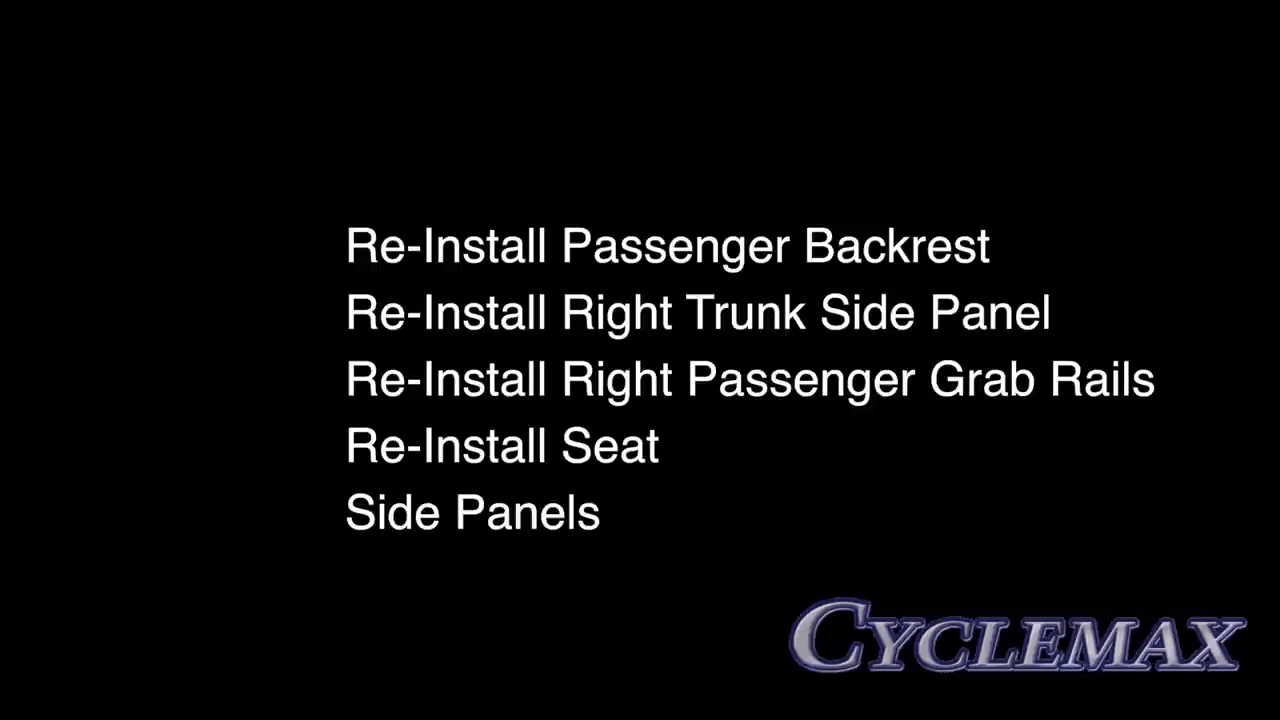 Re-Install Passenger Backrest
Re-Install Right Trunk Side Panel
Re-Install Right Passenger Grab Rails
Re-Install Seat
Side Panels
CYCLEMAX